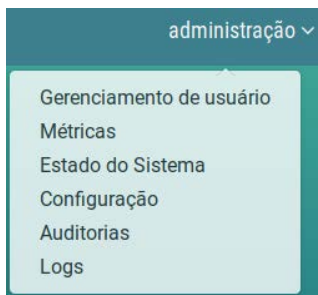 administração
Gerenciamento de usuário
Métricas
Estado do Sistema
Configuração
Auditorias
Logs